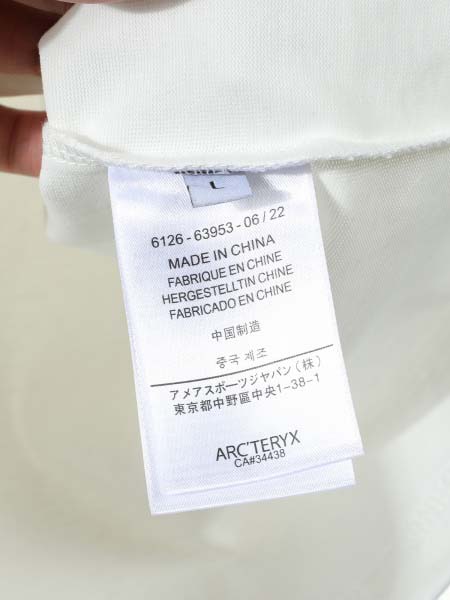 L
6126-63953-06/22
MADE IN CHINA
FABRIQUE EN CHINE
HERGESTELLTIN CHINE
FABRICADO EN CHINE
中国制造
중국 제조
アメアスポーツジャパン(株)
東京都中野區中央1-38-1
ARC'TERYX
CA#34438